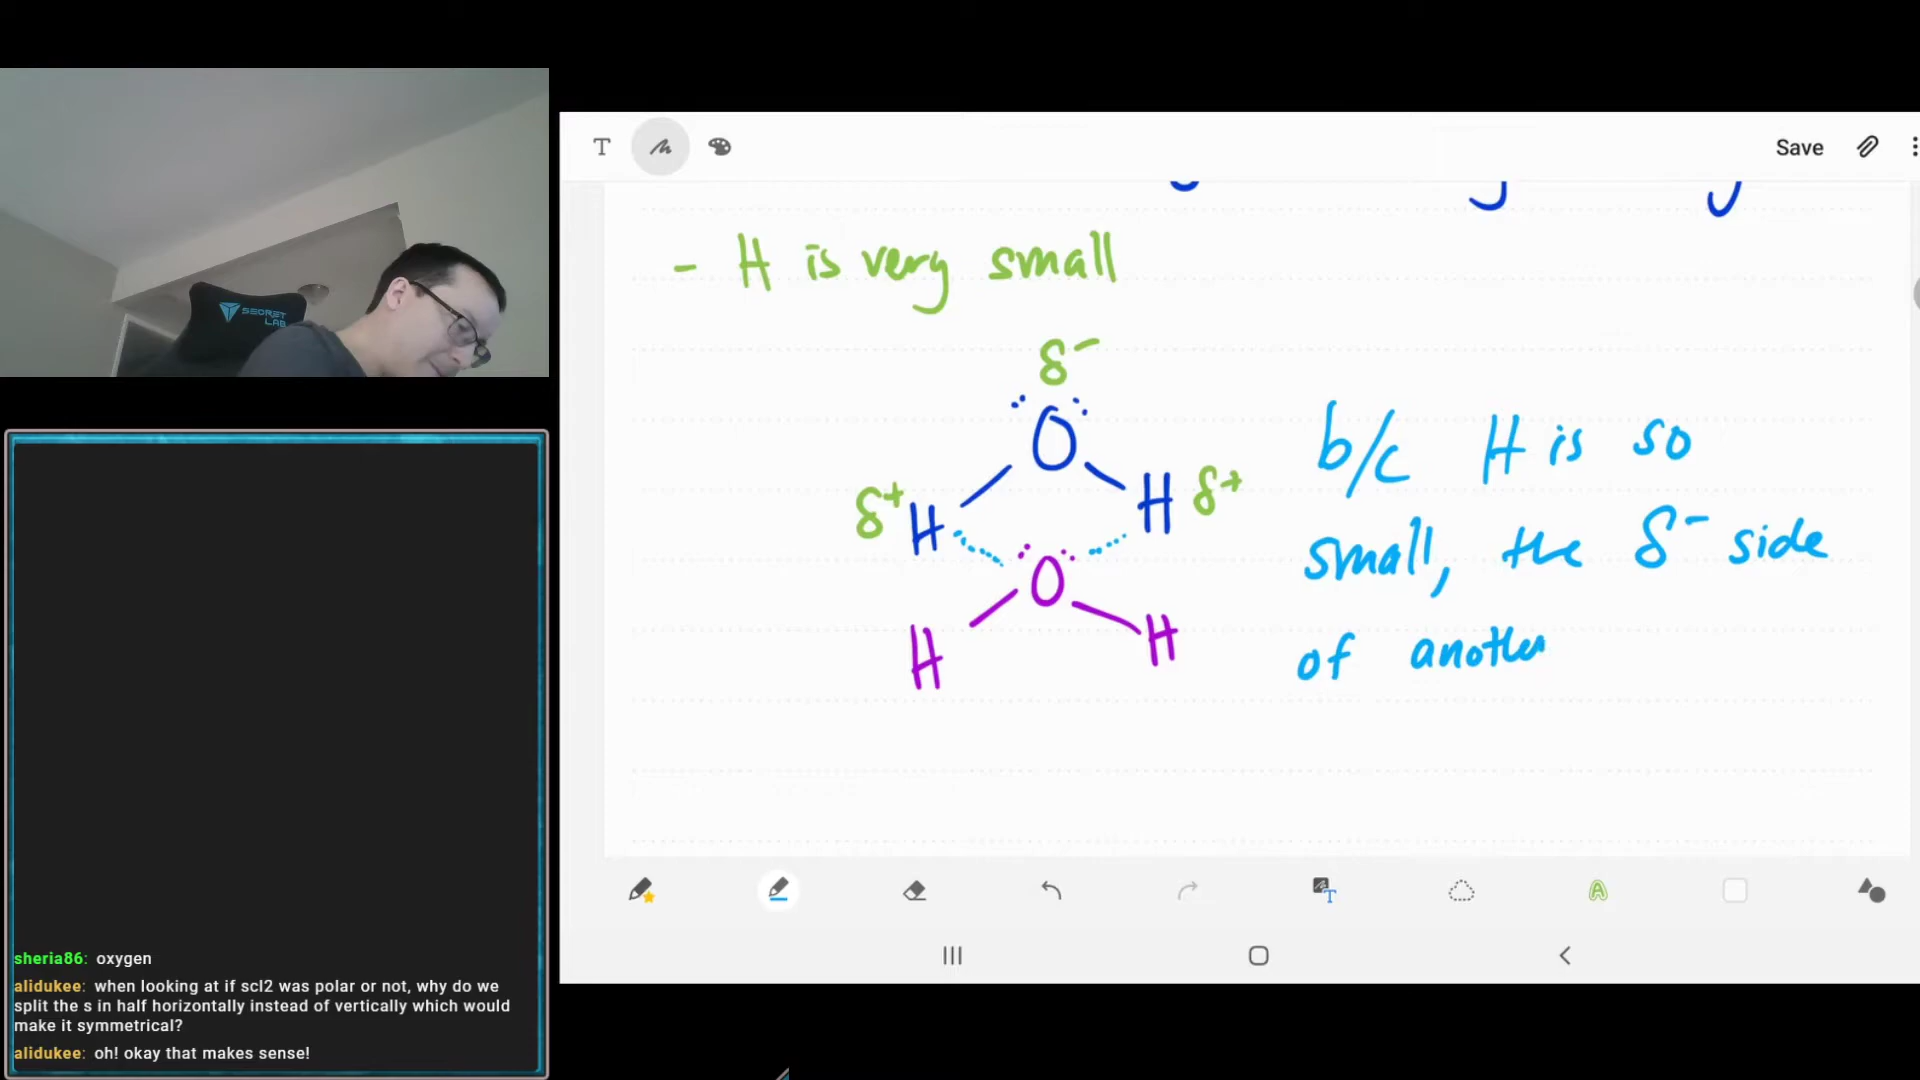 SECRET
LAB
sheria86: oxygen
alidukee: when looking at if scl2 was polar or not, why do we
split the s in half horizontally instead of vertically which would
make it symmetrical?
alidukee: oh! okay that makes sense!
T
Save
- H is very small
δ-
O
δ+ H
H δ+
O
H
H
b/c H is so
small, the δ- side
of another
T
A